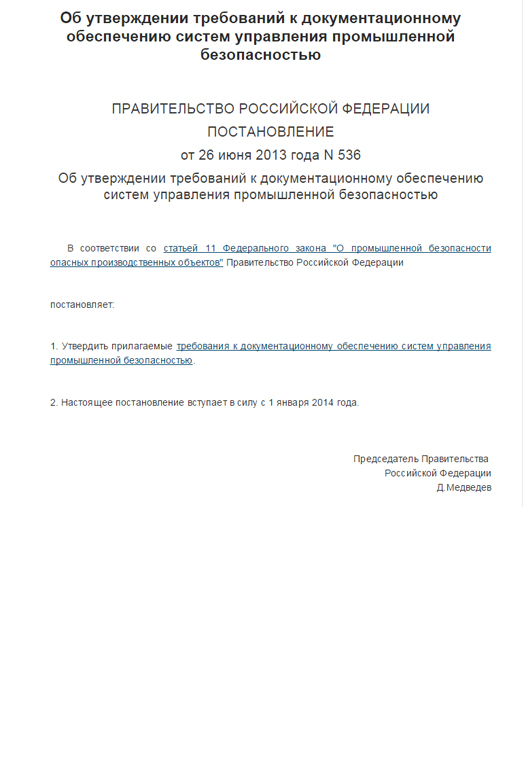 Об утверждении требований к документационному
обеспечению систем управления промышленной
безопасностью
ПРАВИТЕЛЬСТВО РОССИЙСКОЙ ФЕДЕРАЦИИ
ПОСТАНОВЛЕНИЕ
от 26 июня 2013 года N 536
Об утверждении требований к документационному обеспечению
систем управления промышленной безопасностью
В соответствии со статьей 11 Федерального закона "О промышленной безопасности
опасных производственных объектов" Правительство Российской Федерации
постановляет:
1. Утвердить прилагаемые требования к документационному обеспечению систем управления
промышленной безопасностью.
2. Настоящее постановление вступает в силу с 1 января 2014 года.
Председатель Правительства
Российской Федерации
Д.Медведев